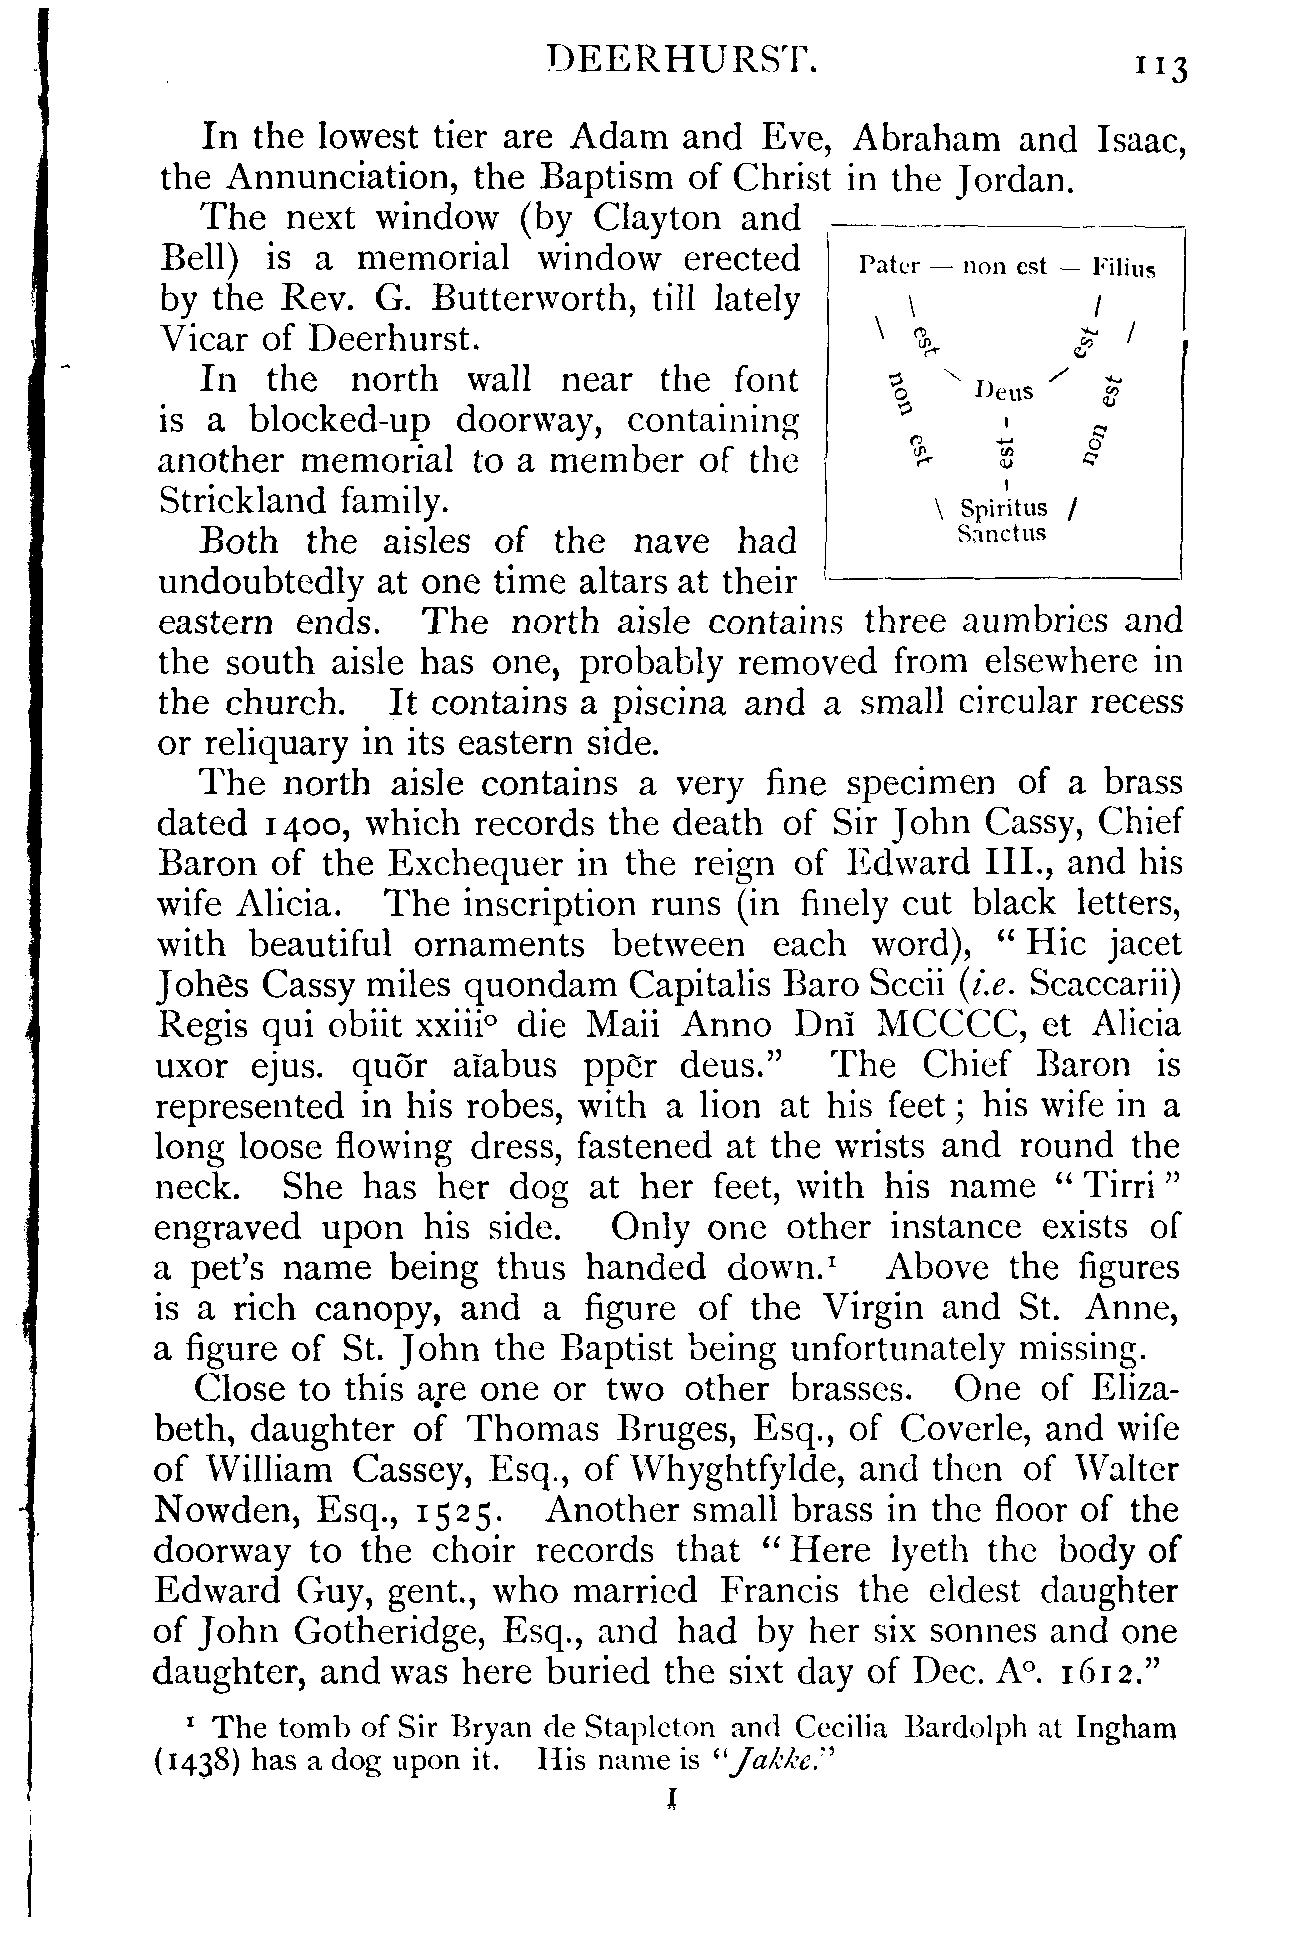 DEERHURST. 113
In the lowest tier are Adam and Eve, Abraham and Isaac,
the Annunciation, the Baptism of Christ in the Jordan.
The next window (by Clayton and
Bell) is a memorial window erected
by the Rev. G. Butterworth, till lately
Vicar of Deerhurst.
In the north wall near the font
is a blocked-up doorway, containing
another memorial to a member of the
Strickland family.
Both the aisles of the nave had
undoubtedly at one time altars at their
Pater — non est — Filius
est est
non est Deus non est
est
Spiritus
Sanctus
eastern ends. The north aisle contains three aumbries and
the south aisle has one, probably removed from elsewhere in
the church. It contains a piscina and a small circular recess
or reliquary in its eastern side.
The north aisle contains a very fine specimen of a brass
dated 1400, which records the death of Sir John Cassy, Chief
Baron of the Exchequer in the reign of Edward III., and his
wife Alicia. The inscription runs (in finely cut black letters,
with beautiful ornaments between each word), “Hic jacet
Johēs Cassy miles quondam Capitalis Baro Sccii (i.e. Scaccarii)
Regis qui obiit xxiiiº die Maii Anno Dnī MCCCC, et Alicia
uxor ejus. quōr aīabus ppēr deus.” The Chief Baron is
represented in his robes, with a lion at his feet; his wife in a
long loose flowing dress, fastened at the wrists and round the
neck. She has her dog at her feet, with his name “Tirri”
engraved upon his side. Only one other instance exists of
a pet’s name being thus handed down.¹ Above the figures
is a rich canopy, and a figure of the Virgin and St. Anne,
a figure of St. John the Baptist being unfortunately missing.
Close to this are one or two other brasses. One of Eliza-
beth, daughter of Thomas Bruges, Esq., of Coverle, and wife
of William Cassey, Esq., of Whyghtfylde, and then of Walter
Nowden, Esq., 1525. Another small brass in the floor of the
doorway to the choir records that “Here lyeth the body of
Edward Guy, gent., who married Francis the eldest daughter
of John Gotheridge, Esq., and had by her six sonnes and one
daughter, and was here buried the sixt day of Dec. Aº. 1612.”
¹ The tomb of Sir Bryan de Stapleton and Cecilia Bardolph at Ingham
(1438) has a dog upon it. His name is “Jakke.”
I